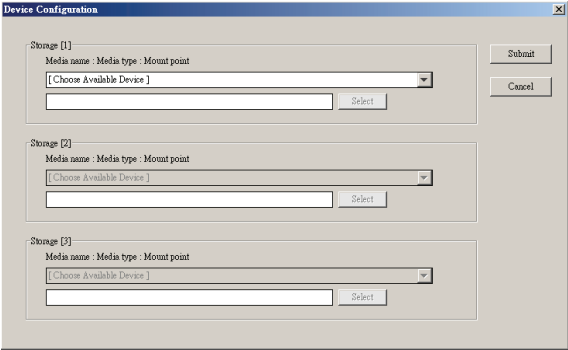 Device Configuration
Storage [1]
Media name : Media type : Mount point
[ Choose Available Device ]
Select
Storage [2]
Media name : Media type : Mount point
[ Choose Available Device ]
Select
Storage [3]
Media name : Media type : Mount point
[ Choose Available Device ]
Select
Submit
Cancel